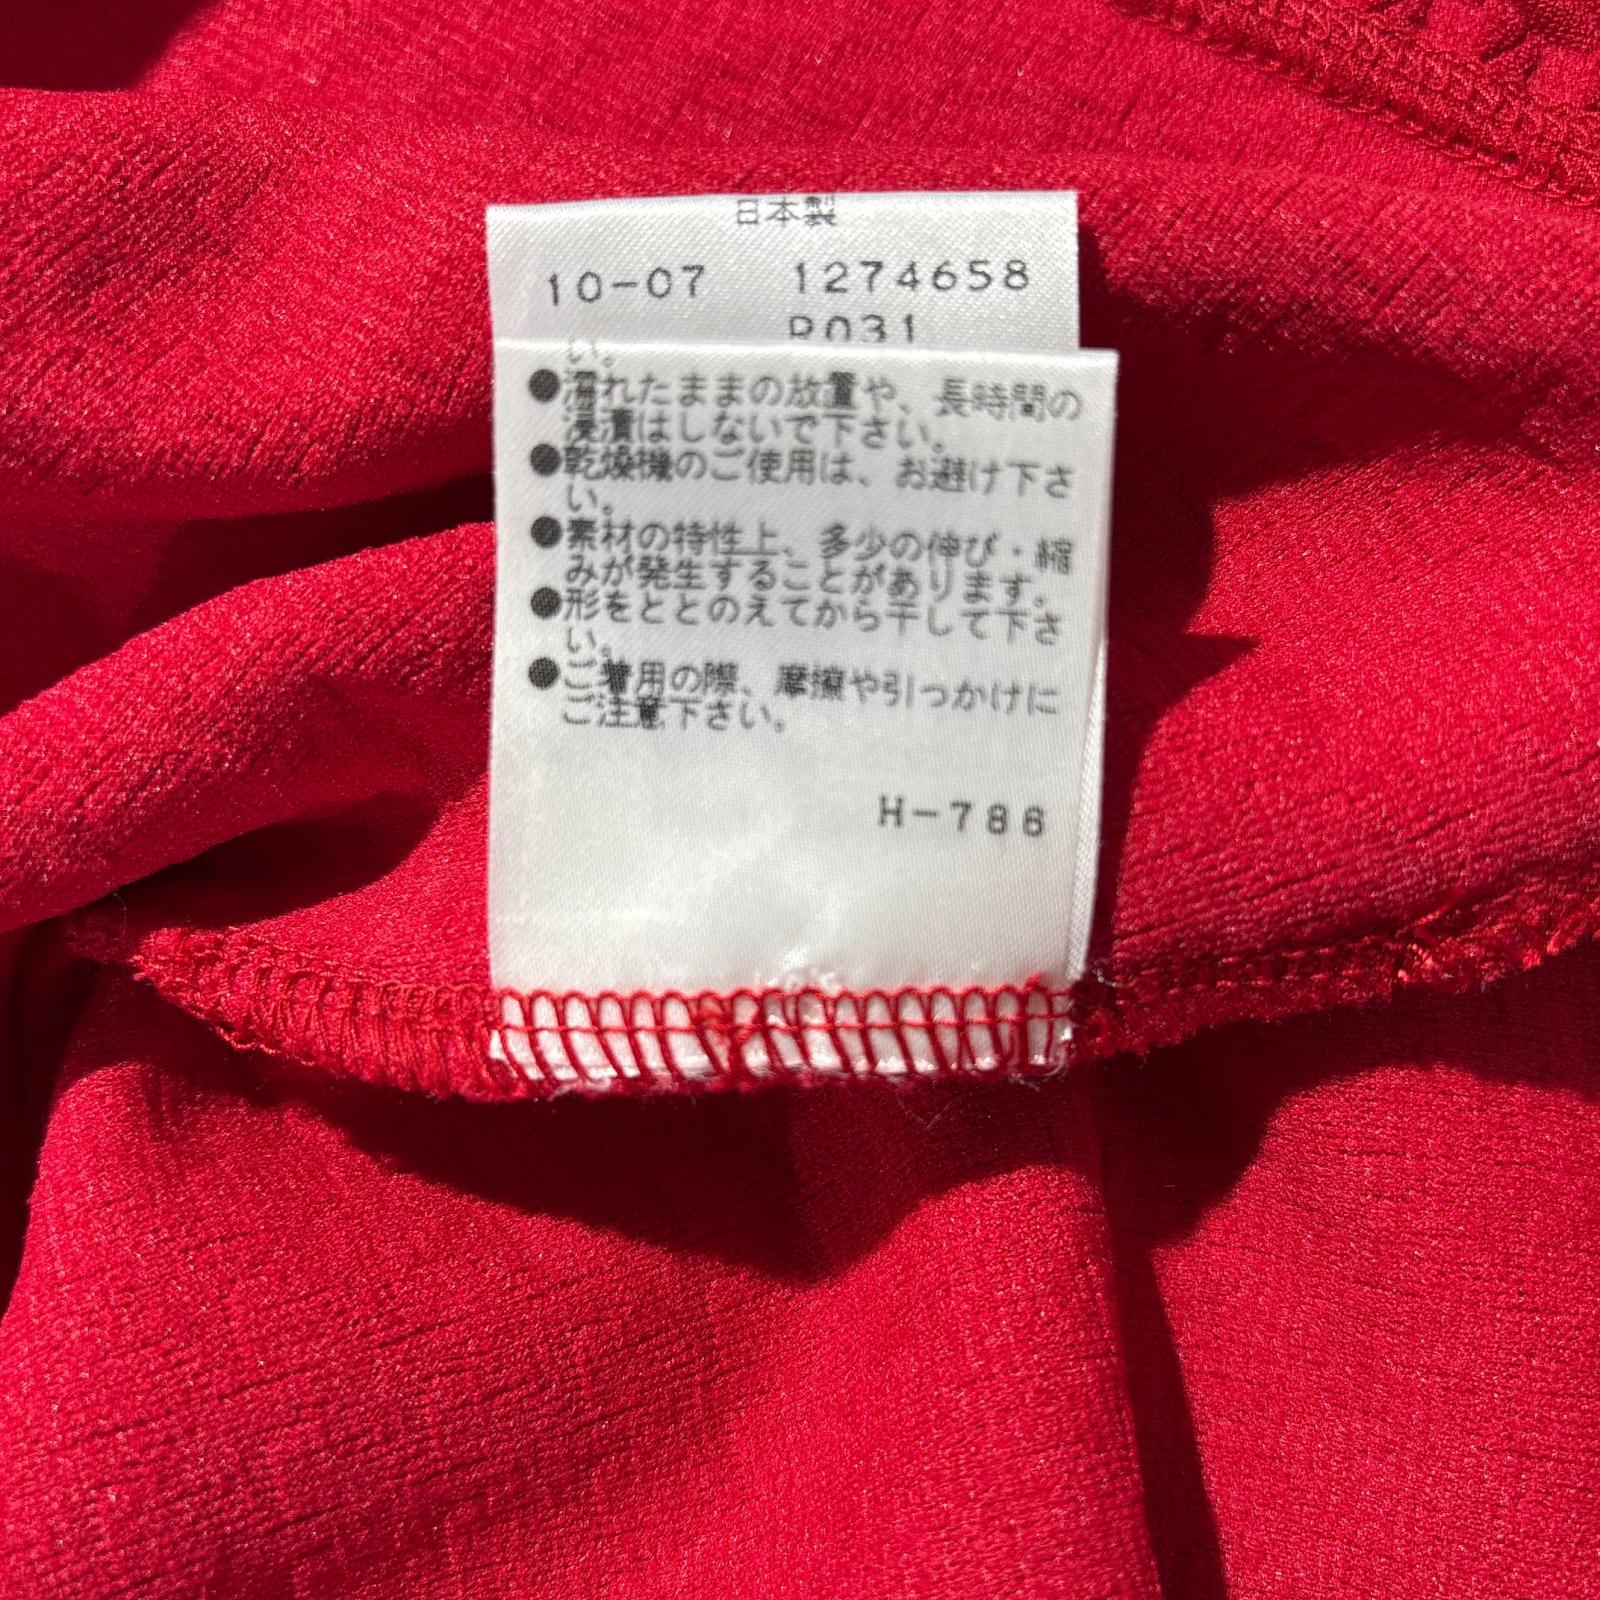 日本製
10-07 1274658
R031
い。
●濡れたままの放置や、長時間の
浸漬はしないで下さい。
●乾燥機のご使用は、お避け下さ
い。
●素材の特性上、多少の伸び・縮
みが発生することがあります。
●形をととのえてから干して下さ
い。
●ご着用の際、摩擦や引っかけに
ご注意下さい。
H-786